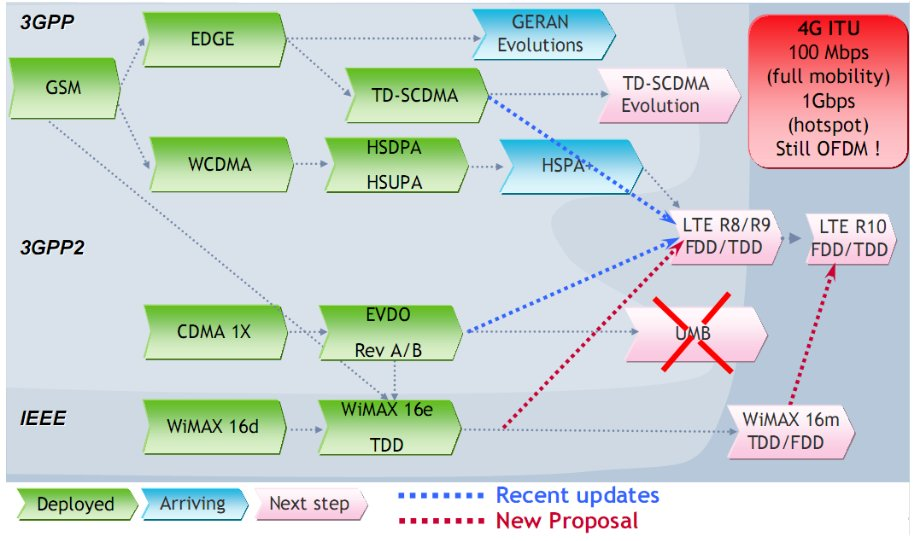 3GPP
EDGE
GERAN
Evolutions
4G ITU
100 Mbps
(full mobility)
1Gbps
(hotspot)
Still OFDM !
GSM
TD-SCDMA
TD-SCDMA
Evolution
WCDMA
HSDPA
HSUPA
HSPA+
3GPP2
LTE R8/R9
FDD/TDD
LTE R10
FDD/TDD
CDMA 1X
EVDO
Rev A/B
UMB
IEEE
WiMAX 16d
WiMAX 16e
TDD
WiMAX 16m
TDD/FDD
Deployed
Arriving
Next step
Recent updates
New Proposal